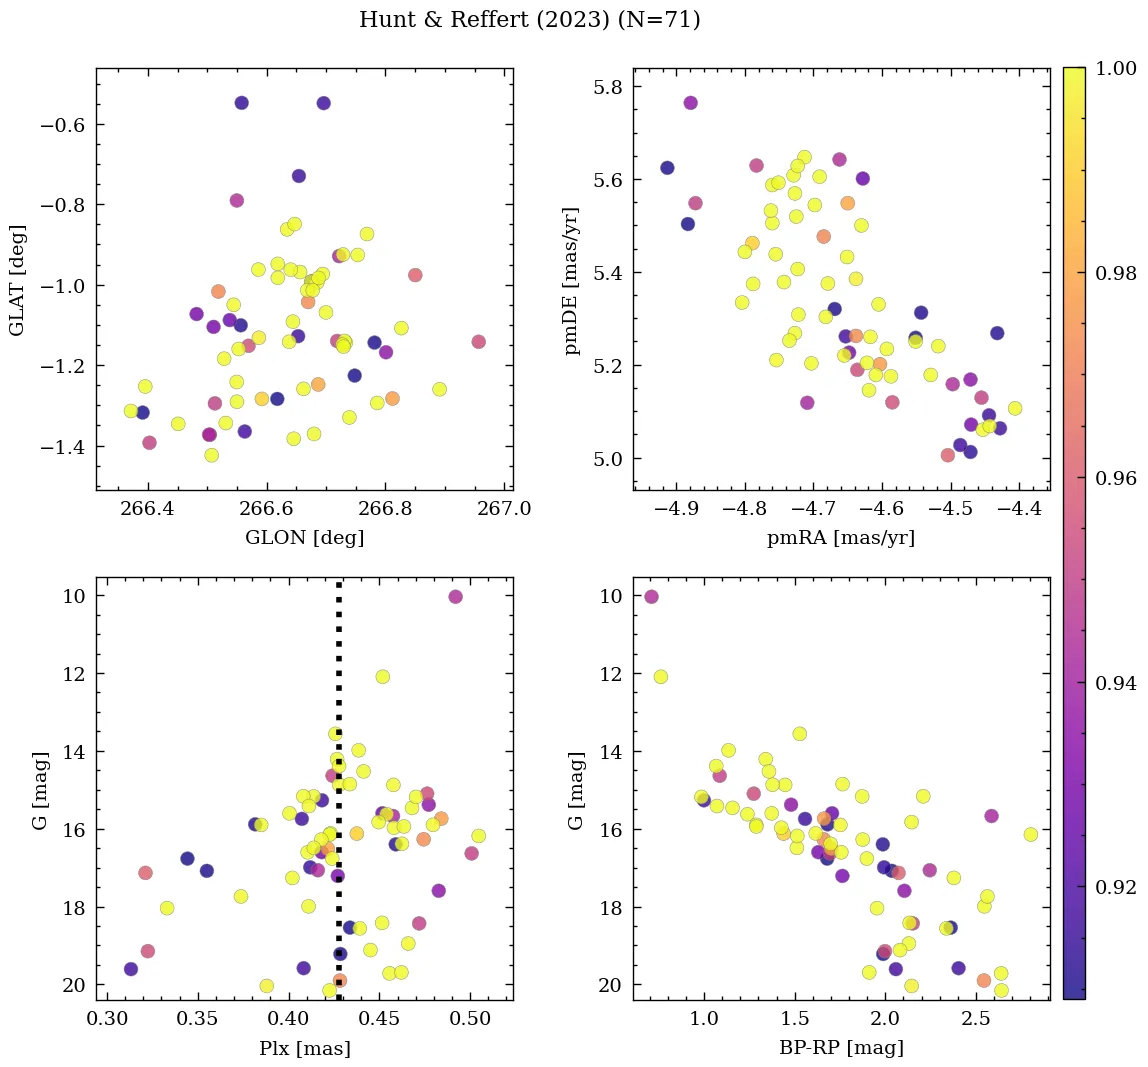 Hunt & Reffert (2023) (N=71)
−0.6
−0.8
−1.0
−1.2
−1.4
GLAT [deg]
266.4 266.6 266.8 267.0
GLON [deg]
5.8
5.6
5.4
5.2
5.0
pmDE [mas/yr]
−4.9 −4.8 −4.7 −4.6 −4.5 −4.4
pmRA [mas/yr]
10
12
14
16
18
20
G [mag]
0.30 0.35 0.40 0.45 0.50
Plx [mas]
10
12
14
16
18
20
G [mag]
1.0 1.5 2.0 2.5
BP-RP [mag]
1.00
0.98
0.96
0.94
0.92